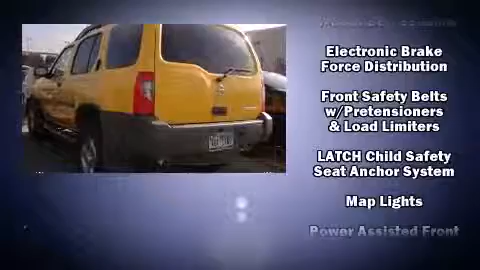 Electronic Brake
Force Distribution
Front Safety Belts
w/Pretensioners
& Load Limiters
LATCH Child Safety
Seat Anchor System
Map Lights
Power Assisted Front